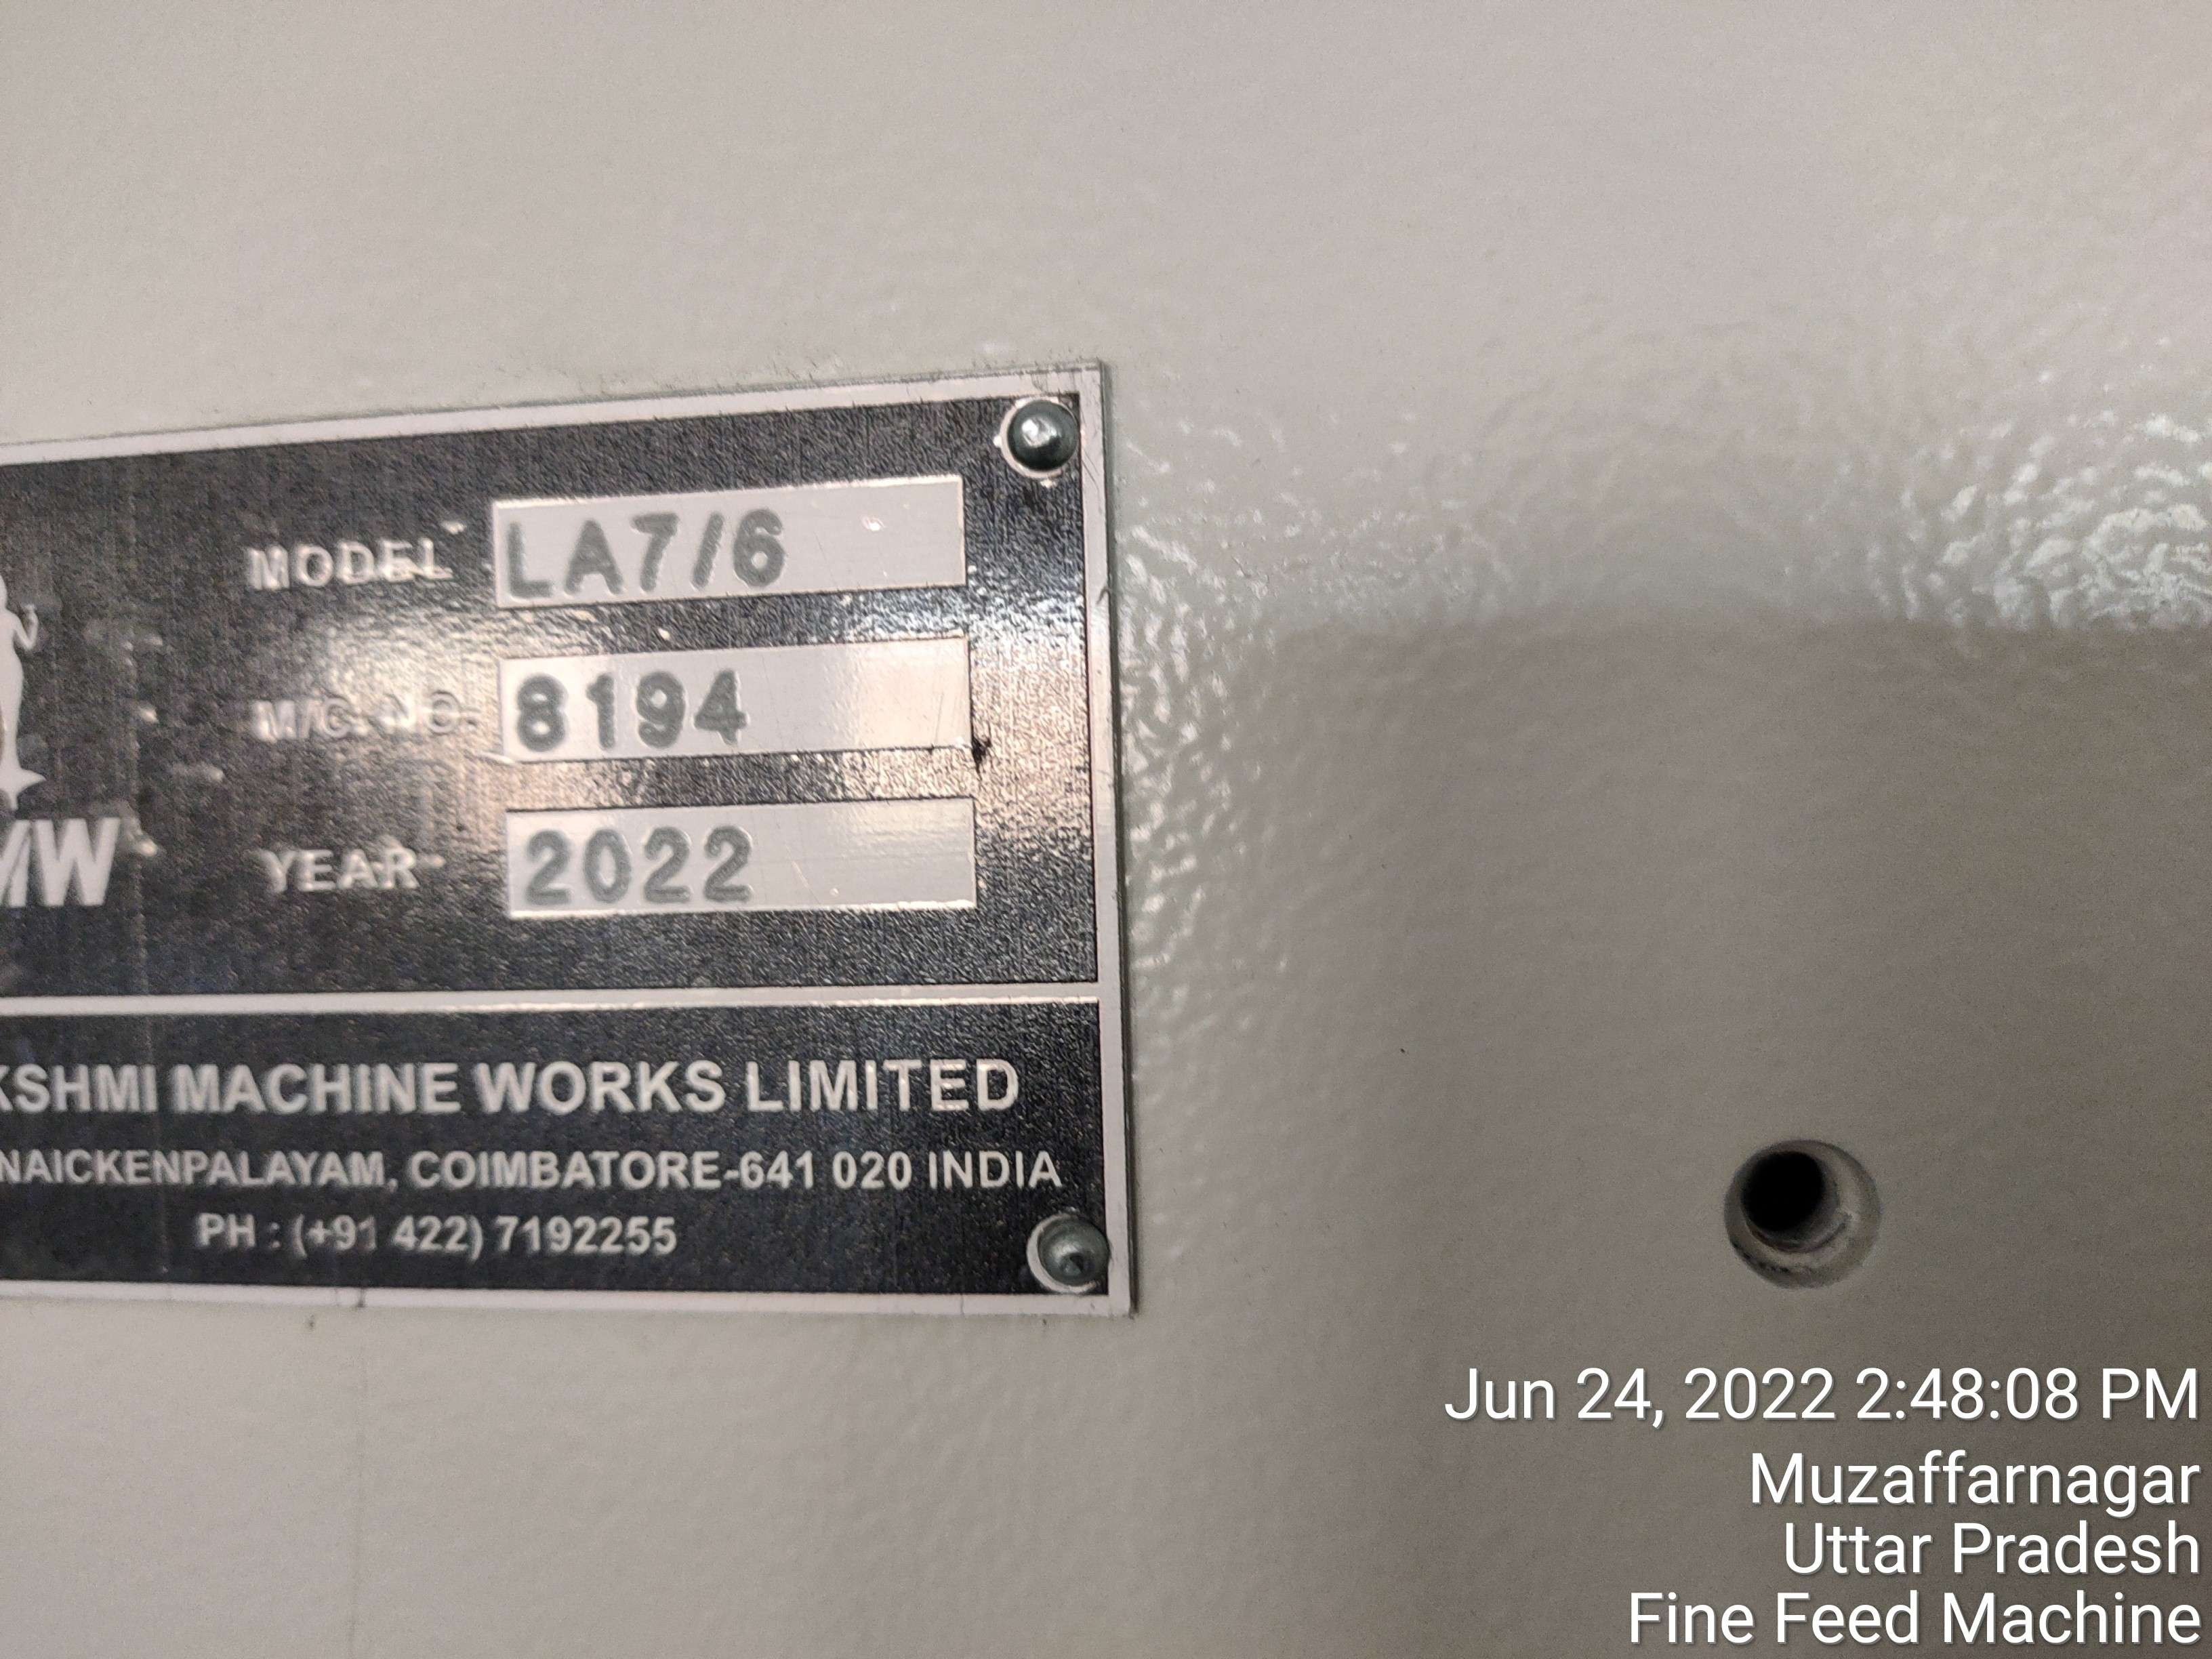 MODEL LA7/6
M/C. NO. 8194
YEAR 2022
MW
KSHMI MACHINE WORKS LIMITED
NAICKENPALAYAM, COIMBATORE-641 020 INDIA
PH : (+91 422) 7192255
Jun 24, 2022 2:48:08 PM
Muzaffarnagar
Uttar Pradesh
Fine Feed Machine